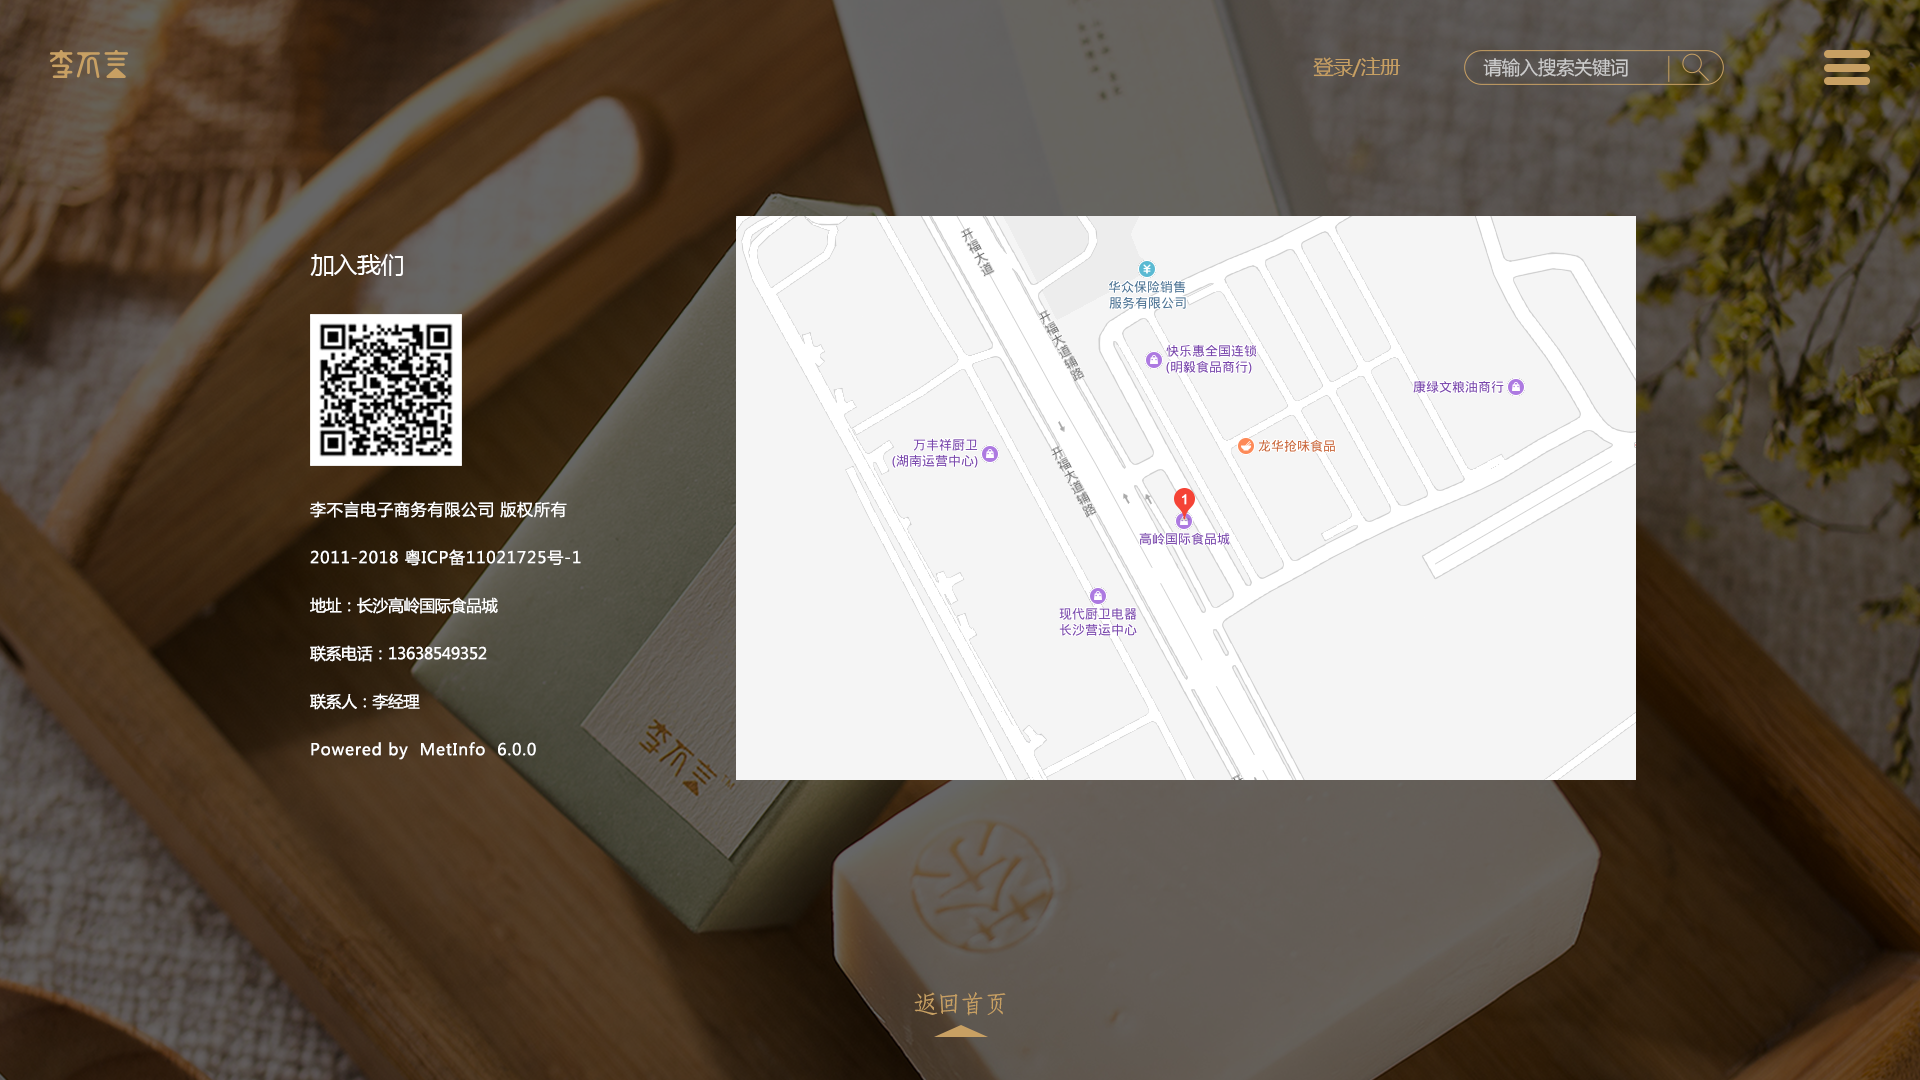 李不言
登录/注册
请输入搜索关键词
加入我们
李不言电子商务有限公司 版权所有
2011-2018 粤ICP备11021725号-1
地址：长沙高岭国际食品城
联系电话：13638549352
联系人：李经理
Powered by MetInfo 6.0.0
开福大道
华众保险销售
服务有限公司
开福大道辅路
快乐惠全国连锁
(明毅食品商行)
康绿文粮油商行
万丰祥厨卫
(湖南运营中心)
龙华抢味食品
开福大道辅路
1
高岭国际食品城
现代厨卫电器
长沙营运中心
李不言
TM
返回首页